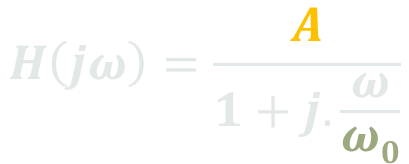 H(jω) = A / (1 + j. ω/ω₀)